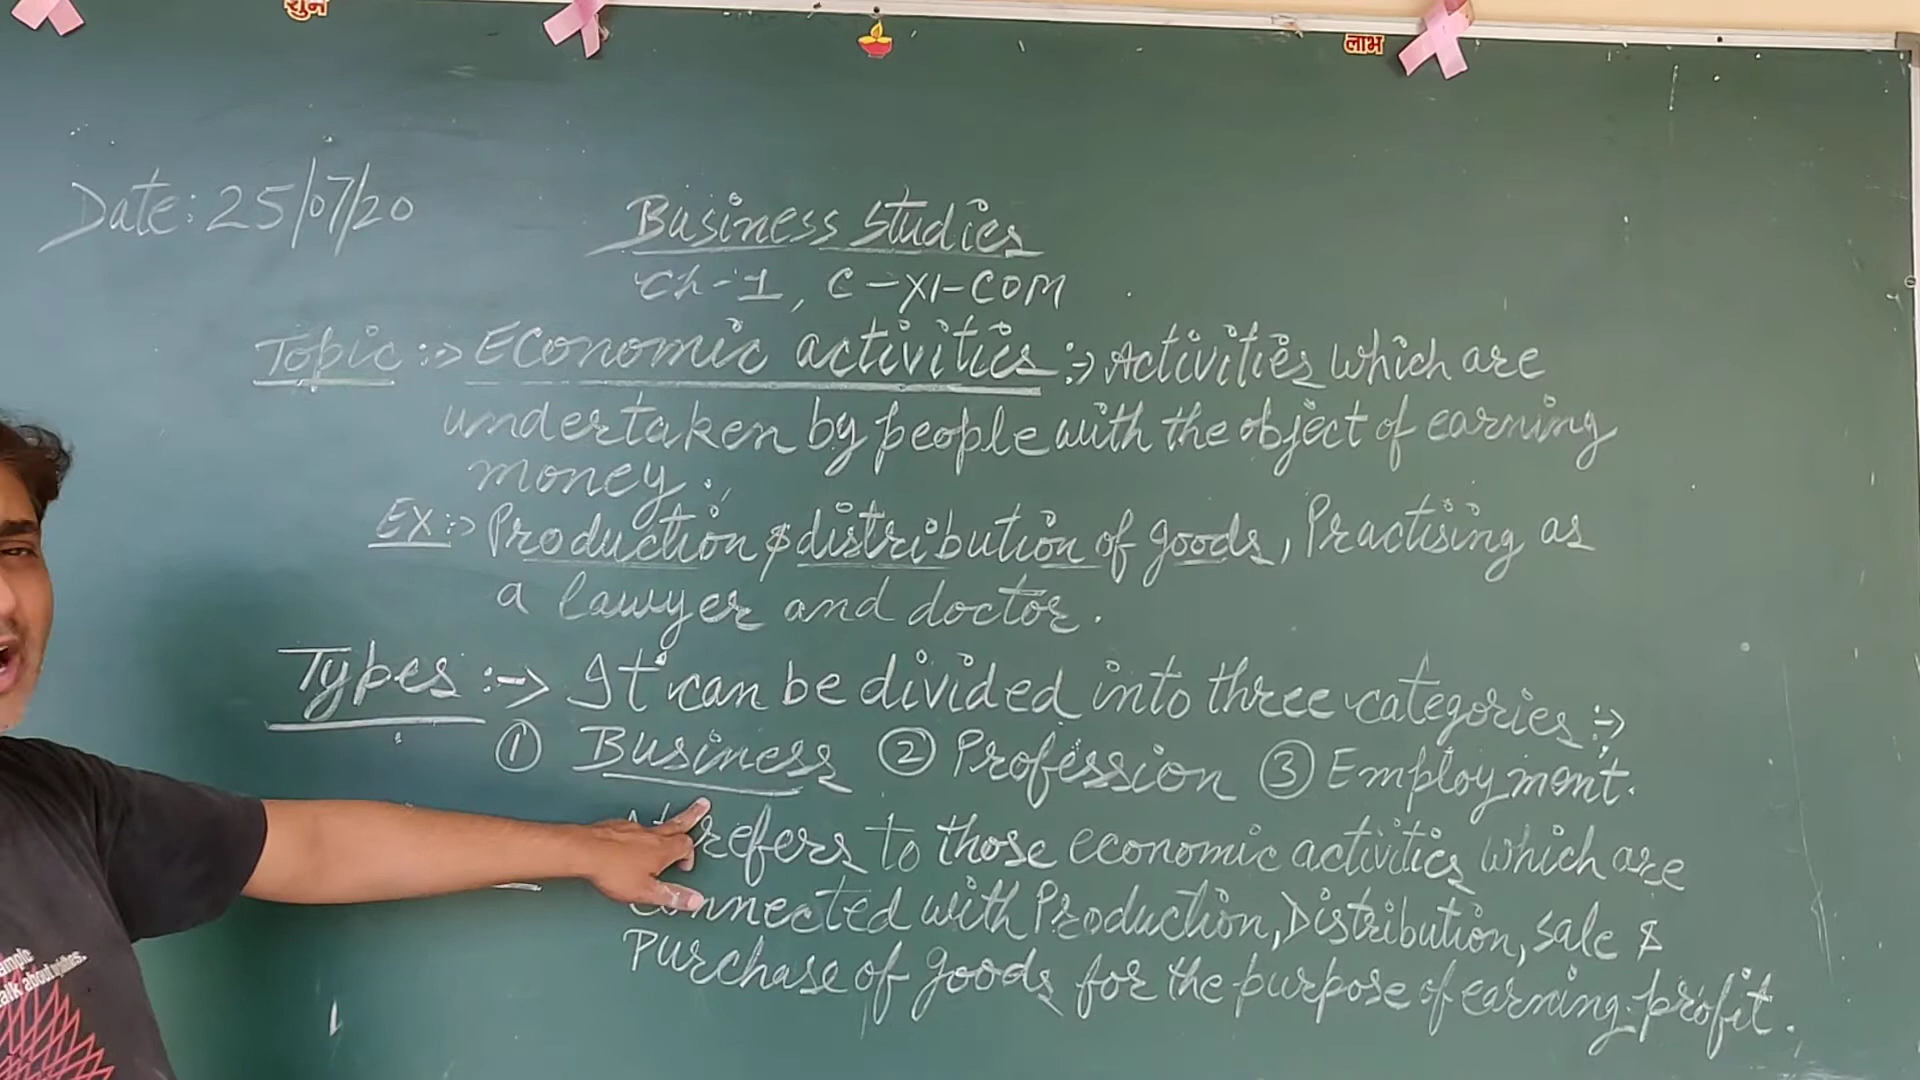 शुभ
लाभ
Date: 25/07/20
Business Studies
Ch-1, C-XI-COM
Topic :-> Economic activities :-> Activities which are
undertaken by people with the object of earning
money.
EX :-> Production & distribution of goods, Practising as
a lawyer and doctor.
Types :-> It can be divided into three categories :->
① Business ② Profession ③ Employment.
refers to those economic activities which are
connected with Production, Distribution, Sale &
Purchase of goods for the purpose of earning profit.
talk about